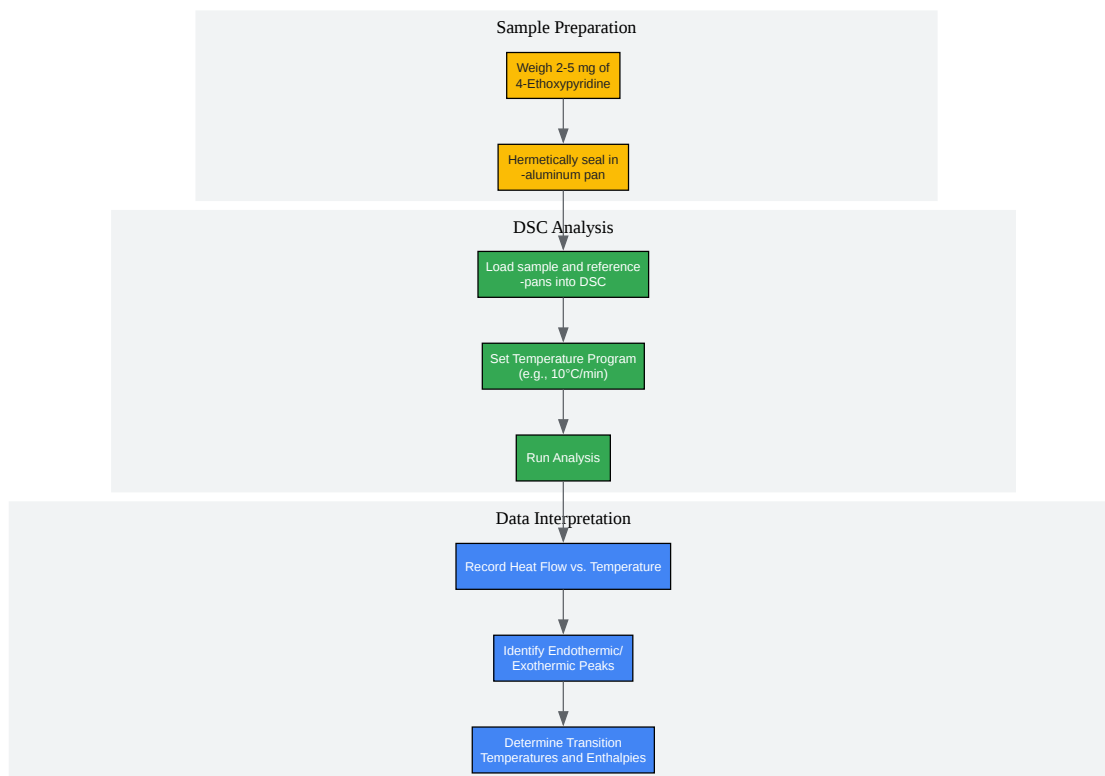 Sample Preparation
Weigh 2-5 mg of
4-Ethoxypyridine
Hermetically seal in
-aluminum pan
DSC Analysis
Load sample and reference
-pans into DSC
Set Temperature Program
(e.g., 10°C/min)
Run Analysis
Data Interpretation
Record Heat Flow vs. Temperature
Identify Endothermic/
Exothermic Peaks
Determine Transition
Temperatures and Enthalpies